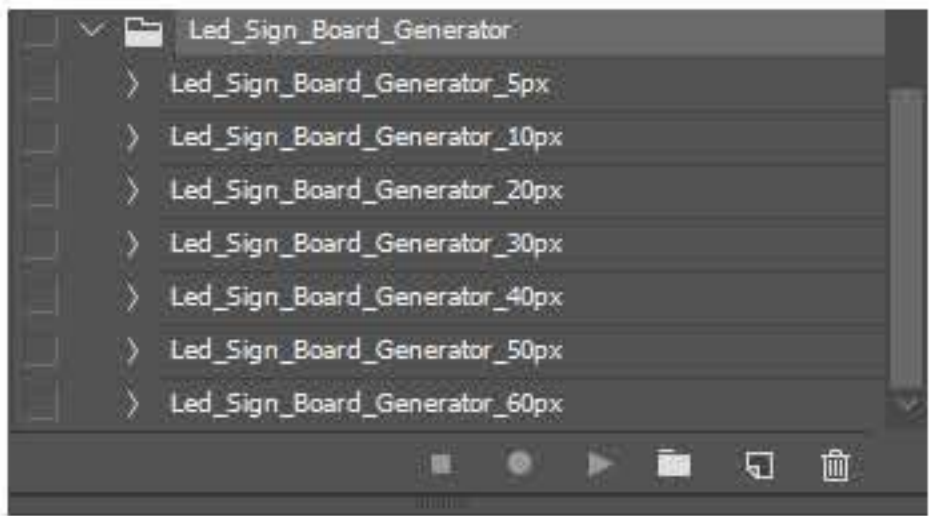 Led_Sign_Board_Generator
Led_Sign_Board_Generator_5px
Led_Sign_Board_Generator_10px
Led_Sign_Board_Generator_20px
Led_Sign_Board_Generator_30px
Led_Sign_Board_Generator_40px
Led_Sign_Board_Generator_50px
Led_Sign_Board_Generator_60px